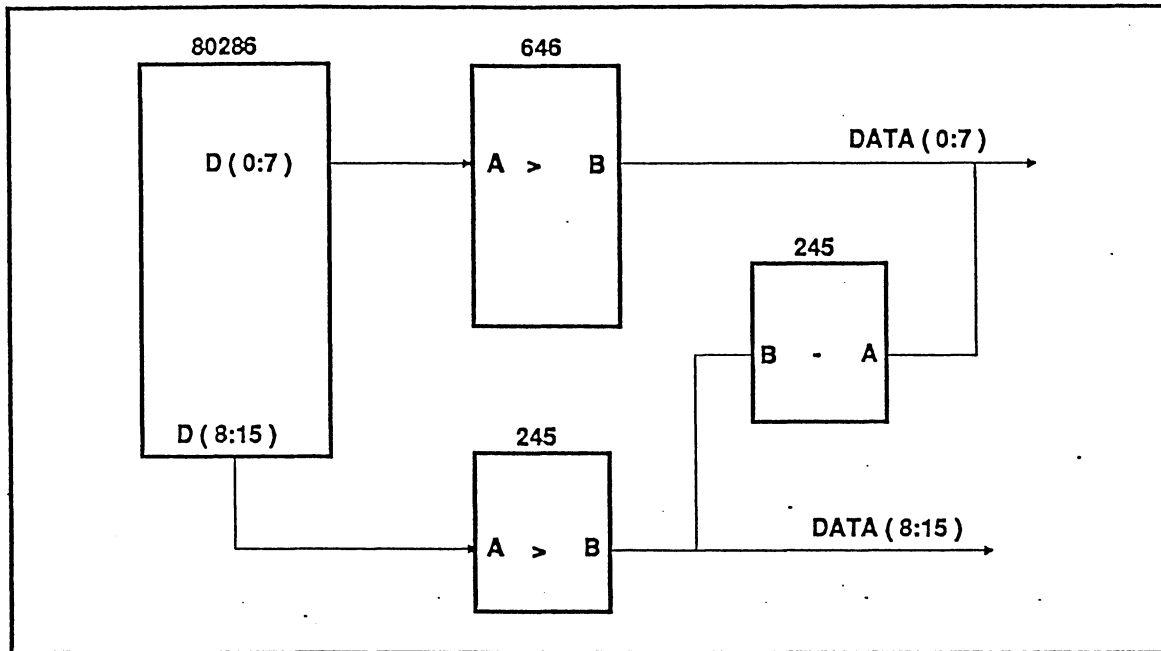 80286
646
D ( 0:7 )
A > B
DATA ( 0:7 )
245
B - A
D ( 8:15 )
245
A > B
DATA ( 8:15 )